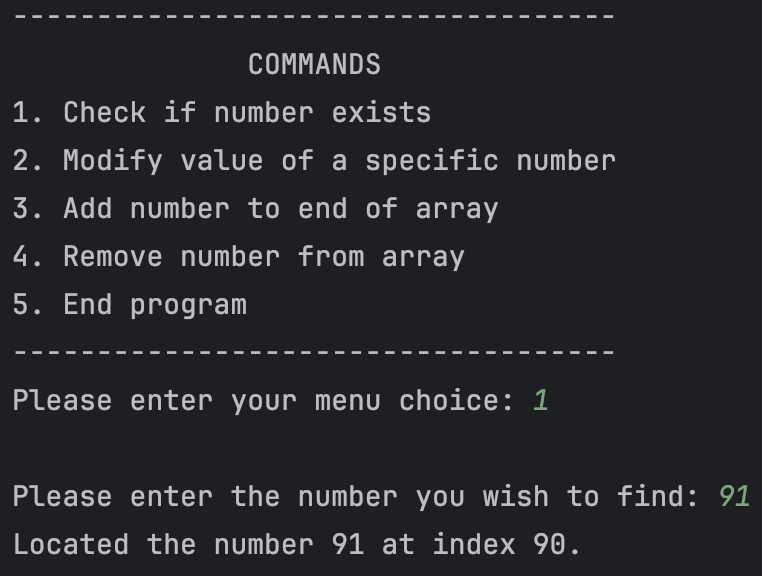 ------------------------------------
COMMANDS
1. Check if number exists
2. Modify value of a specific number
3. Add number to end of array
4. Remove number from array
5. End program
------------------------------------
Please enter your menu choice: 1
Please enter the number you wish to find: 91
Located the number 91 at index 90.